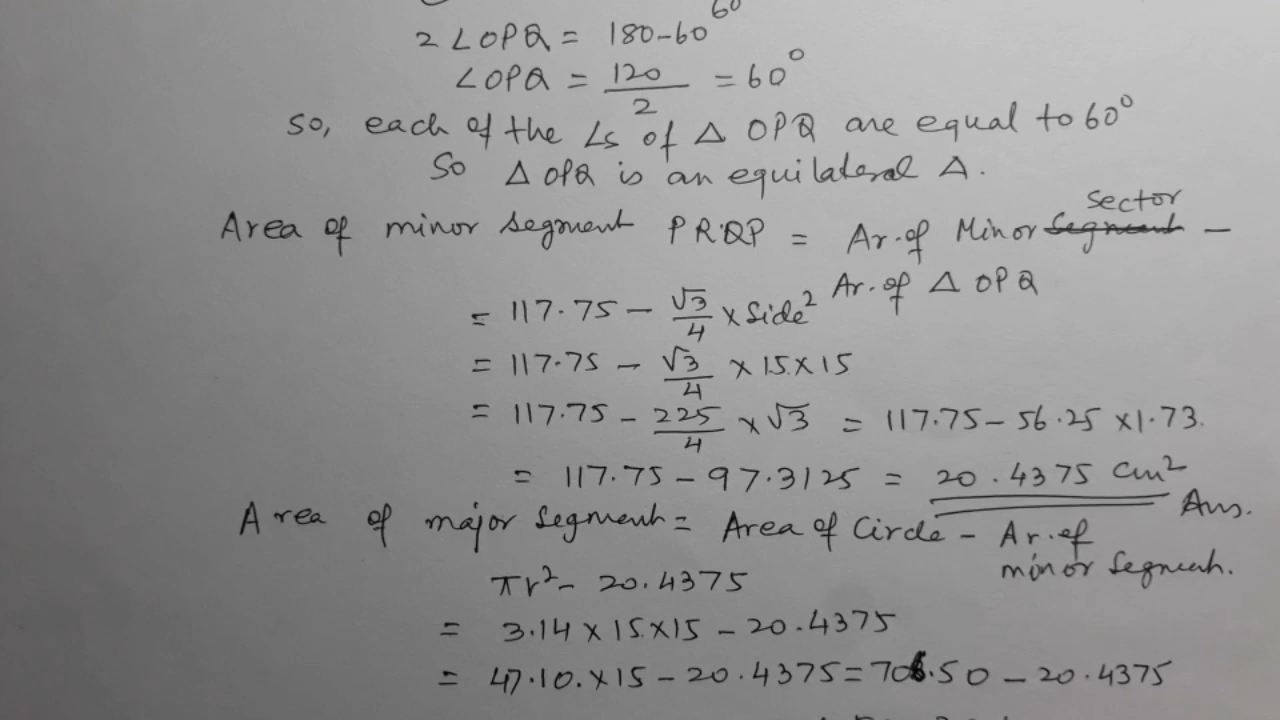 60
2 ∠OPQ = 180-60
∠OPQ = 120/2 = 60°
So, each of the ∠s of △ OPQ are equal to 60°
So △ OPQ is an equilateral △.
Area of minor segment PRQP = Ar. of Minor sector -
Ar. of △ OPQ
= 117.75 - √3/4 × Side²
= 117.75 - √3/4 × 15 × 15
= 117.75 - 225/4 × √3 = 117.75 - 56.25 × 1.73.
= 117.75 - 97.3125 = 20.4375 cm²
Ans.
Area of major segment = Area of Circle - Ar. of
minor segment.
πr² - 20.4375
= 3.14 × 15 × 15 - 20.4375
= 47.10. × 15 - 20.4375 = 706.50 - 20.4375